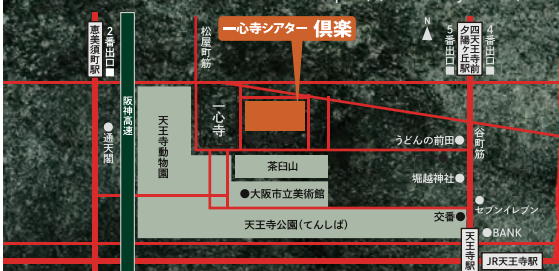 一心寺シアター 倶楽
N
恵美須町駅
2番出口
松屋町筋
5番出口
四天王寺前
夕陽ヶ丘駅
4番出口
阪神高速
通天閣
天王寺動物園
一心寺
うどんの前田
谷町筋
茶臼山
堀越神社
大阪市立美術館
セブンイレブン
天王寺公園(てんしば)
交番
BANK
天王寺駅
JR天王寺駅